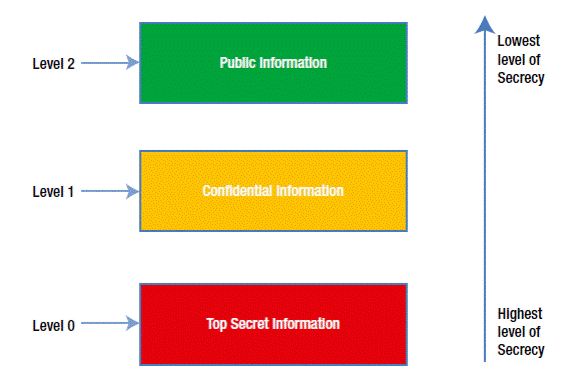 Level 2
Public Information
Lowest
level of
Secrecy
Level 1
Confidential Information
Level 0
Top Secret Information
Highest
level of
Secrecy